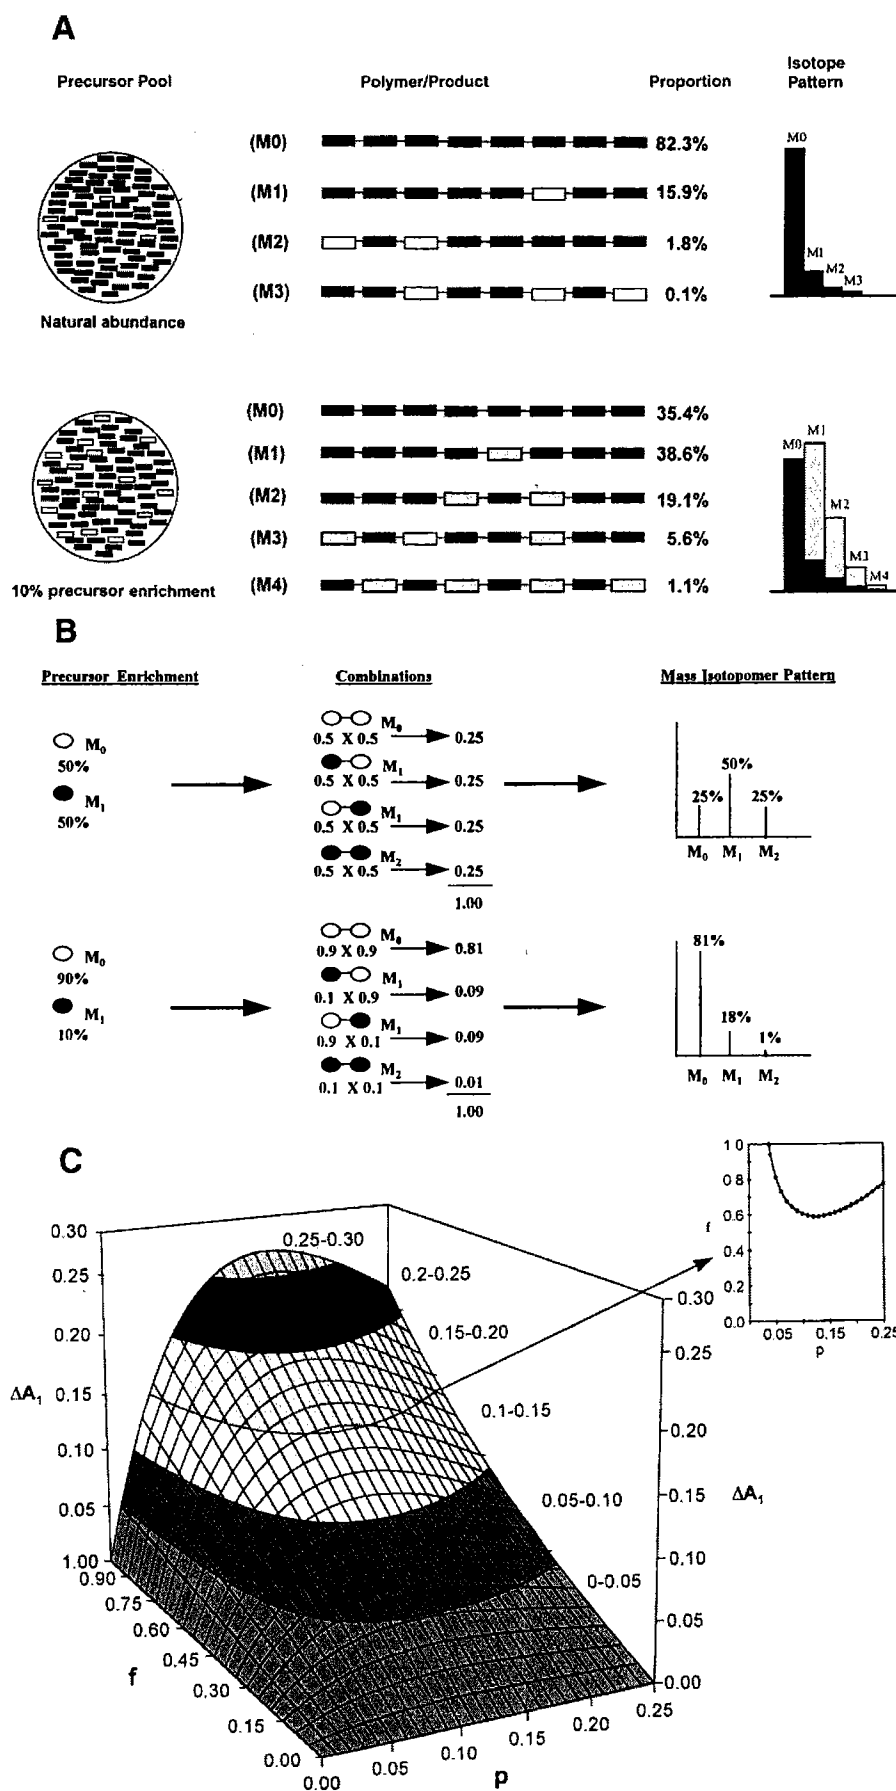 A
Precursor Pool Polymer/Product Proportion Isotope Pattern
(M0) 82.3%
(M1) 15.9%
(M2) 1.8%
(M3) 0.1%
M0
M1
M2
M3
Natural abundance
(M0) 35.4%
(M1) 38.6%
(M2) 19.1%
(M3) 5.6%
(M4) 1.1%
M0
M1
M2
M3
M4
10% precursor enrichment
B
Precursor Enrichment Combinations Mass Isotopomer Pattern
M0
50%
M1
50%
M0
0.5 X 0.5 0.25
M1
0.5 X 0.5 0.25
M1
0.5 X 0.5 0.25
M2
0.5 X 0.5 0.25
1.00
25% 50% 25%
M0 M1 M2
M0
90%
M1
10%
M0
0.9 X 0.9 0.81
M1
0.1 X 0.9 0.09
M1
0.9 X 0.1 0.09
M2
0.1 X 0.1 0.01
1.00
81%
18%
1%
M0 M1 M2
C
1.0
0.8
0.6
f
0.4
0.2
0.0
0.05 0.15 0.25
p
0.30
0.25
0.20
ΔA1 0.15
0.10
0.05
1.00
0.90
0.75
0.60
0.45
f
0.30
0.15
0.00
0.25-0.30
0.2-0.25
0.15-0.20
0.1-0.15
0.05-0.10
0-0.05
0.30
0.25
0.20
0.15 ΔA1
0.10
0.05
0.00
0.00 0.05 0.10 0.15 0.20 0.25
p